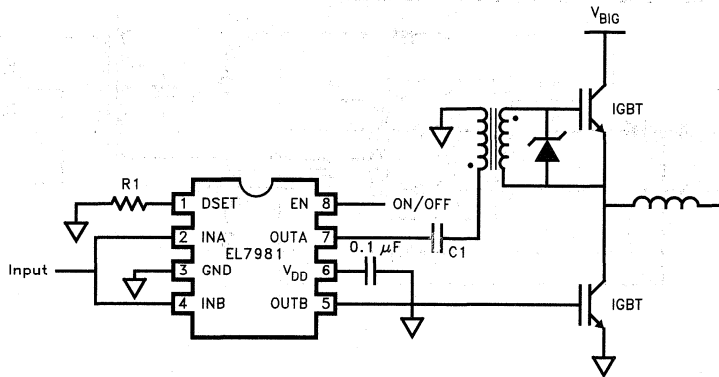 V_BIG
IGBT
R1
1 DSET EN 8 ON/OFF
2 INA OUTA 7 0.1 μF C1
EL7981
Input 3 GND V_DD 6
4 INB OUTB 5 IGBT